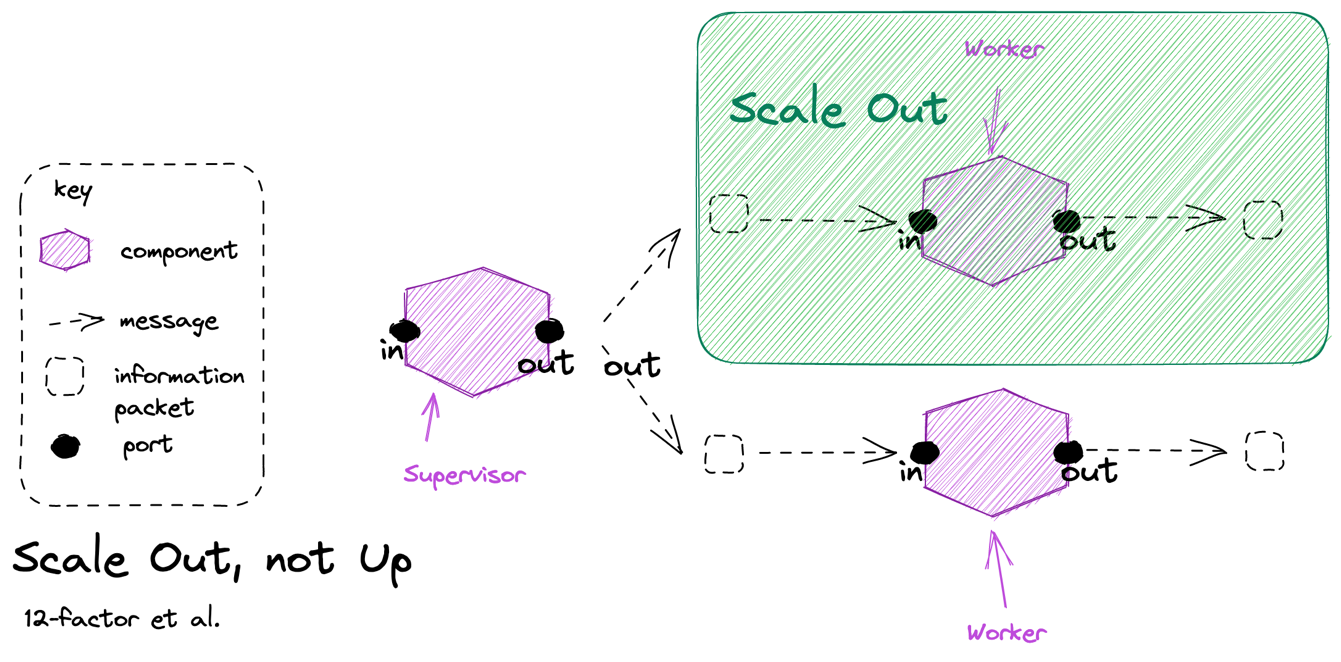 key
component
message
information
packet
port
Scale Out, not Up
12-factor et al.
in
out
out
Supervisor
Worker
Scale Out
in
out
in
out
Worker